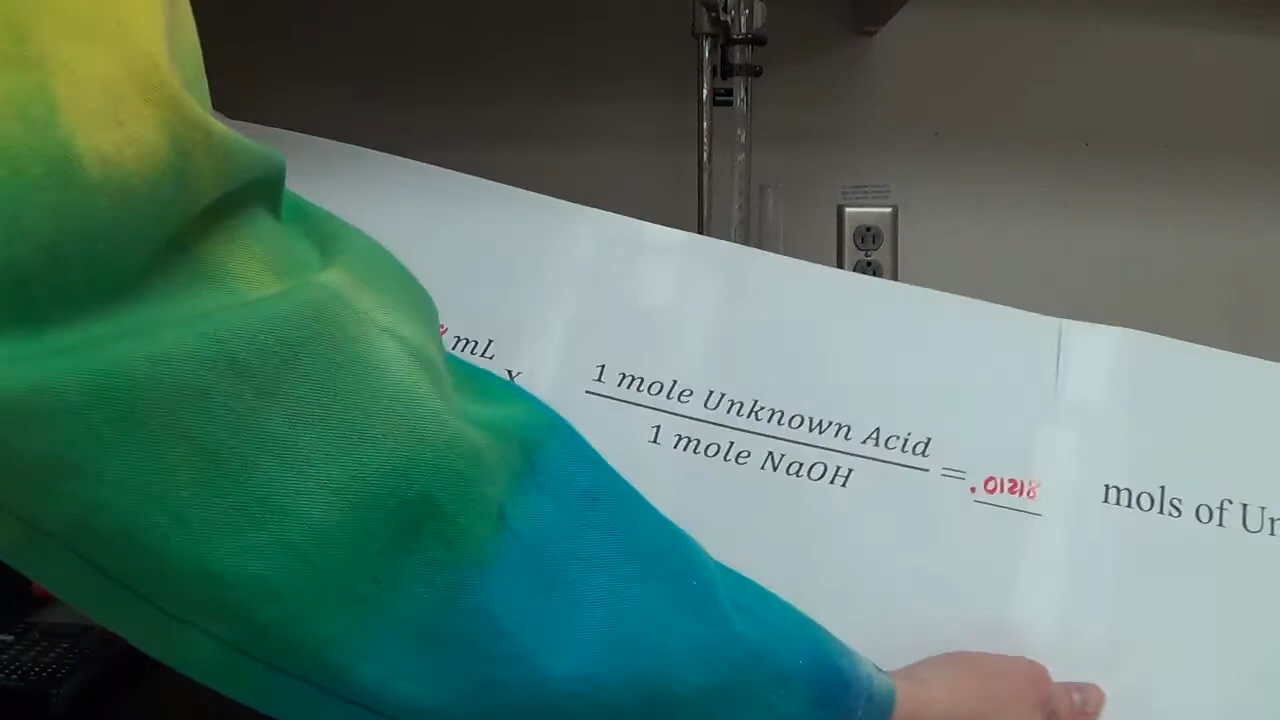 mL
x
1 mole Unknown Acid
1 mole NaOH
= .01218 mols of Un